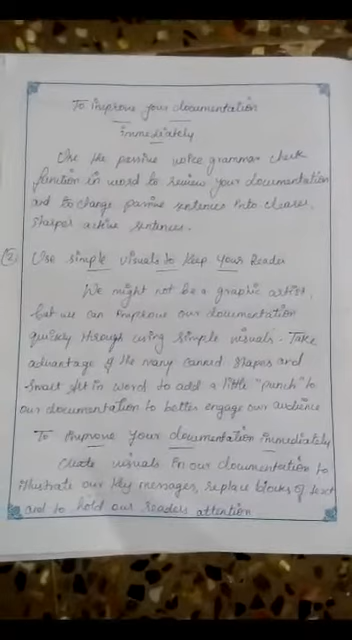 To improve your documentation
immediately
Use the passive voice grammar check
function in word to review your documentation
and to change passive sentences into clearer,
sharper active sentences.
(2) Use simple visuals to keep your Reader
We might not be a graphic artist,
but we can improve our documentation
quickly through using simple visuals. Take
advantage of the many canned shapes and
smart Art in word to add a little "punch" to
our documentation to better engage our audience
To improve your documentation immediately
Create visuals in our documentation to
illustrate our key messages, replace blocks of text
and to hold our readers attention